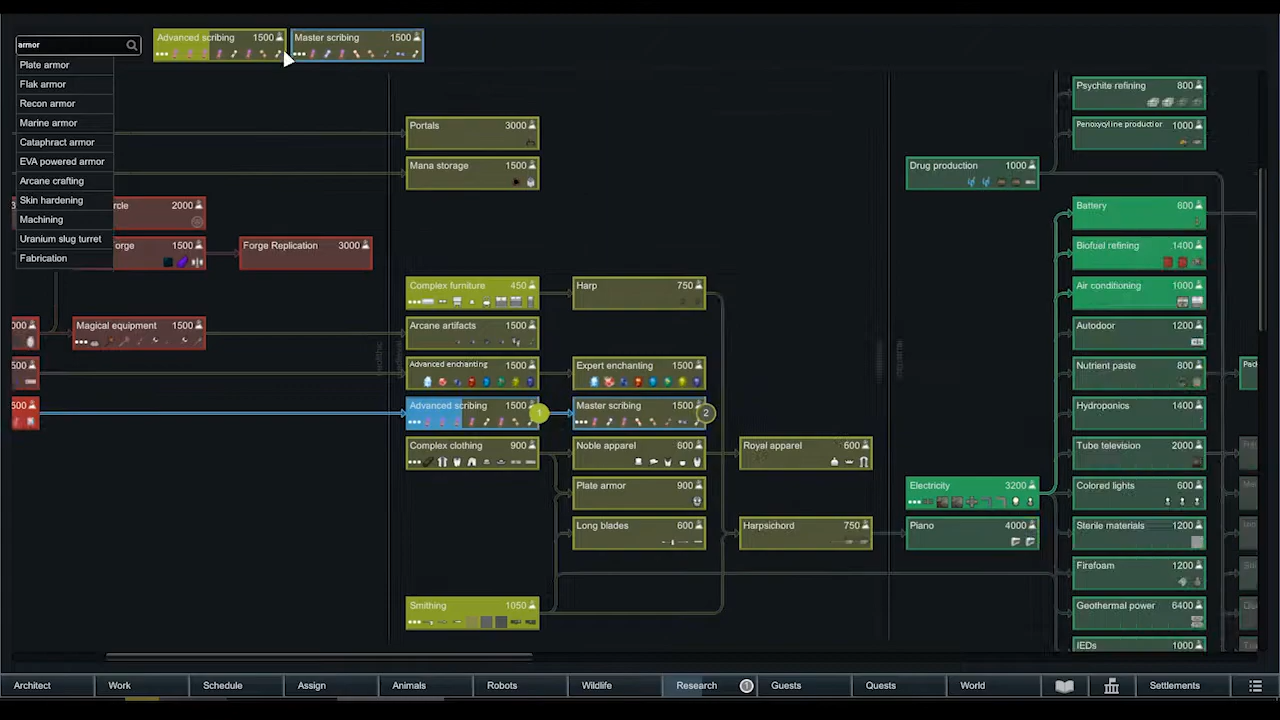 armor
Advanced scribing 1500
Master scribing 1500
Plate armor
Flak armor
Recon armor
Marine armor
Cataphract armor
EVA powered armor
Arcane crafting
Skin hardening
Machining
Uranium slug turret
Fabrication
rcle 2000
orge 1500
Forge Replication 3000
000
Magical equipment 1500
500
500
Portals 3000
Mana storage 1500
Complex furniture 450
Harp 750
Arcane artifacts 1500
Advanced enchanting 1500
Expert enchanting 1500
Advanced scribing 1500 1
Master scribing 1500 2
Complex clothing 900
Noble apparel 600
Royal apparel 600
Plate armor 900
Long blades 600
Harpsichord 750
Smithing 1050
Drug production 1000
Electricity 3200
Piano 4000
Psychite refining 800
Penoxycyline production 1000
Battery 600
Biofuel refining 1400
Air conditioning 1000
Autodoor 1200
Nutrient paste 800
Hydroponics 1400
Tube television 2000
Colored lights 600
Sterile materials 1200
Firefoam 1200
Geothermal power 6400
IEDs 1000
Architect
Work
Schedule
Assign
Animals
Robots
Wildlife
Research 1
Guests
Quests
World
Settlements